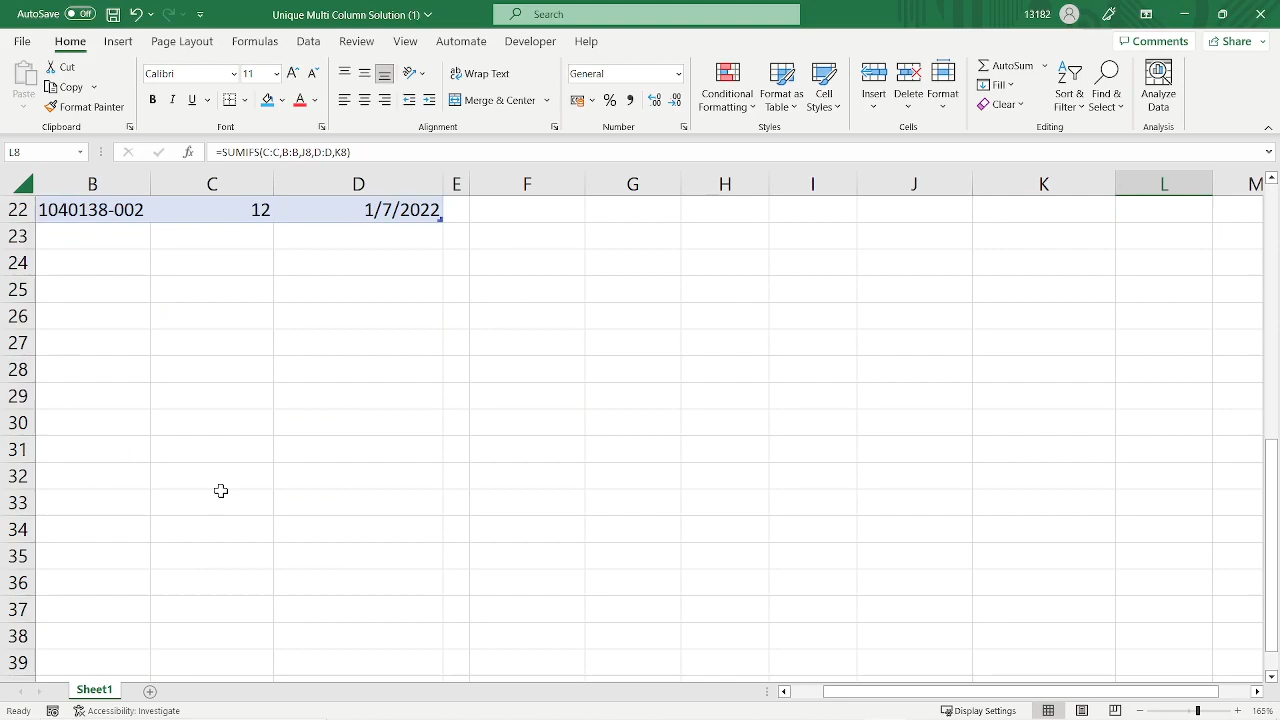 AutoSave Off Unique Multi Column Solution (1) Search 13182
File Home Insert Page Layout Formulas Data Review View Automate Developer Help Comments Share
Paste Cut Copy Format Painter Clipboard
Calibri 11 B I U A Font
Wrap Text Merge & Center Alignment
General % Number
Conditional Formatting Format as Table Cell Styles Styles
Insert Delete Format Cells
AutoSum Fill Clear Sort & Filter Find & Select Editing
Analyze Data Analysis
L8 fx =SUMIFS(C:C,B:B,J8,D:D,K8)
B C D E F G H I J K L M
22 1040138-002 12 1/7/2022
23
24
25
26
27
28
29
30
31
32
33
34
35
36
37
38
39
Sheet1
Ready Accessibility: Investigate Display Settings 165%